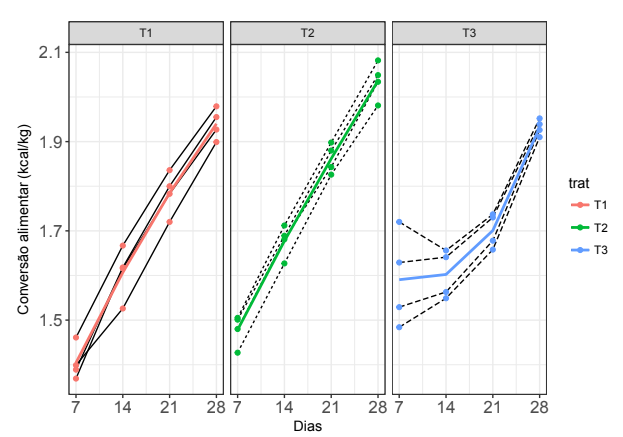 T1 T2 T3
2.1
1.9
1.7
1.5
Conversão alimentar (kcal/kg)
7 14 21 28 7 14 21 28 7 14 21 28
Dias
trat
T1
T2
T3